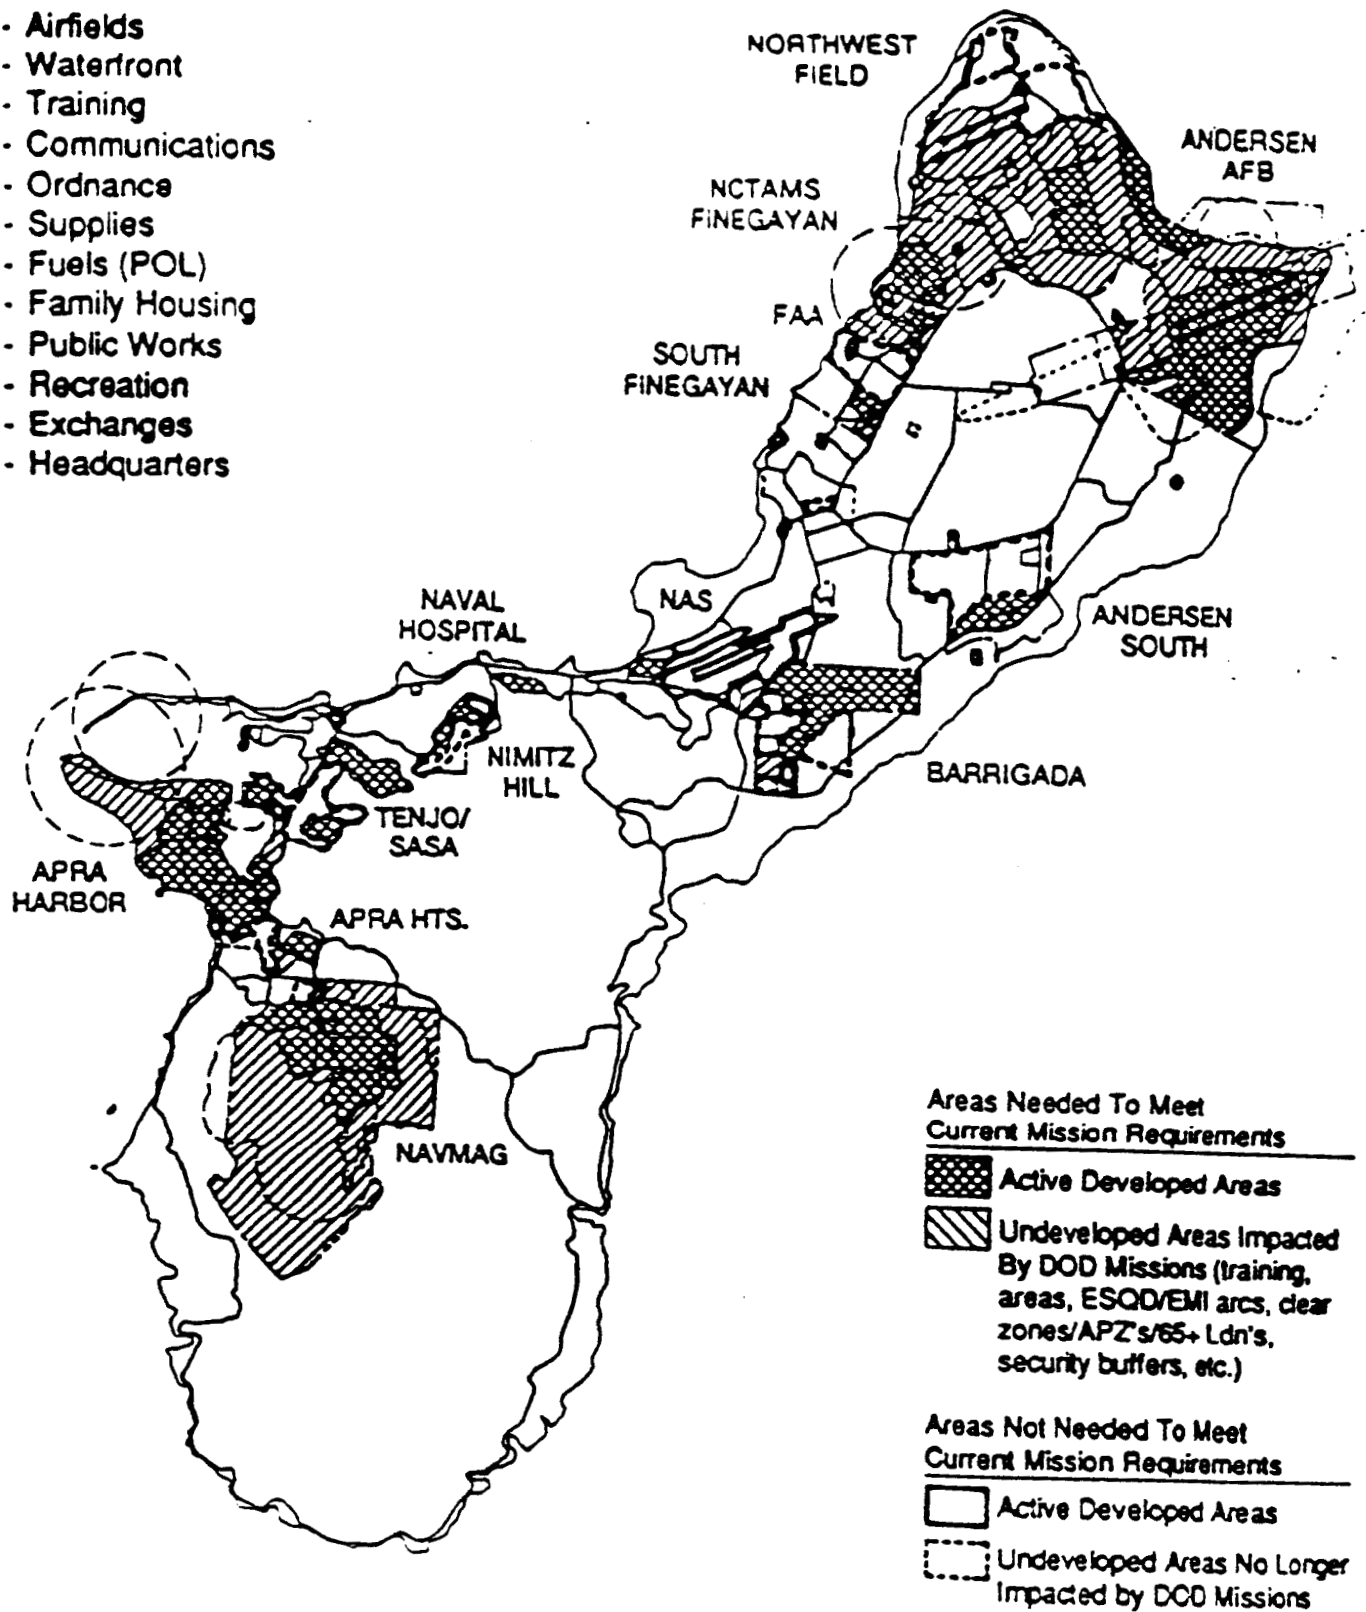 - Airfields
- Waterfront
- Training
- Communications
- Ordnance
- Supplies
- Fuels (POL)
- Family Housing
- Public Works
- Recreation
- Exchanges
- Headquarters
NORTHWEST
FIELD
ANDERSEN
AFB
NCTAMS
FINEGAYAN
FAA
SOUTH
FINEGAYAN
NAVAL
HOSPITAL
NAS
ANDERSEN
SOUTH
NIMITZ
HILL
BARRIGADA
TENJO/
SASA
APRA
HARBOR
APRA HTS.
NAVMAG
Areas Needed To Meet
Current Mission Requirements
Active Developed Areas
Undeveloped Areas Impacted
By DOD Missions (training,
areas, ESQD/EMI arcs, clear
zones/APZ's/65+ Ldn's,
security buffers, etc.)
Areas Not Needed To Meet
Current Mission Requirements
Active Developed Areas
Undeveloped Areas No Longer
Impacted by DOD Missions